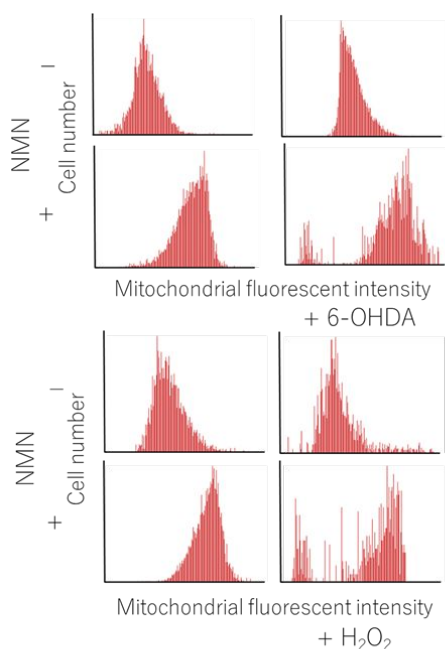 NMN
+ –
Cell number
Mitochondrial fluorescent intensity
+ 6-OHDA
NMN
+ –
Cell number
Mitochondrial fluorescent intensity
+ H₂O₂